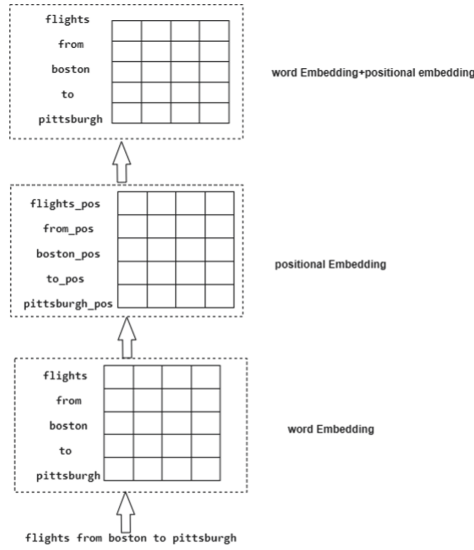 flights
from
boston
to
pittsburgh
word Embedding+positional embedding
flights_pos
from_pos
boston_pos
to_pos
pittsburgh_pos
positional Embedding
flights
from
boston
to
pittsburgh
word Embedding
flights from boston to pittsburgh